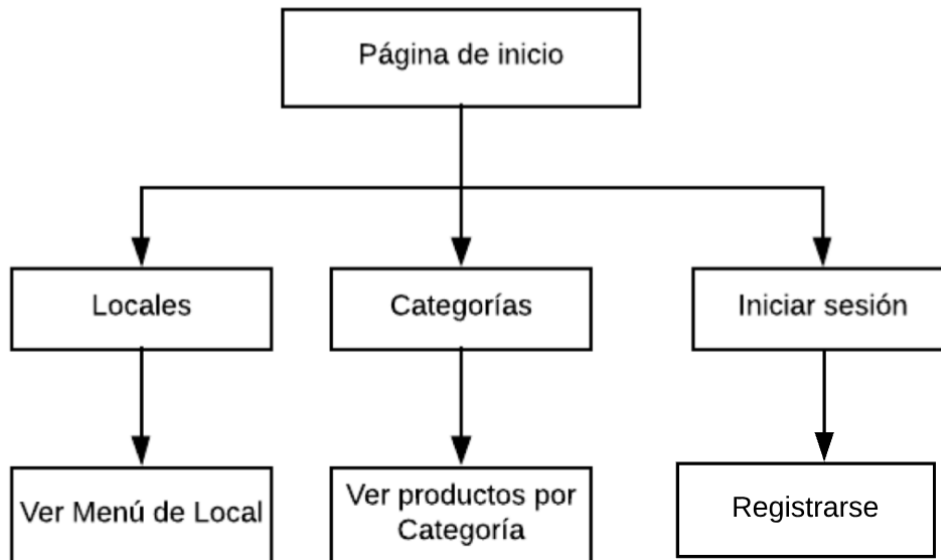 Página de inicio
Locales
Categorías
Iniciar sesión
Ver Menú de Local
Ver productos por
Categoría
Registrarse